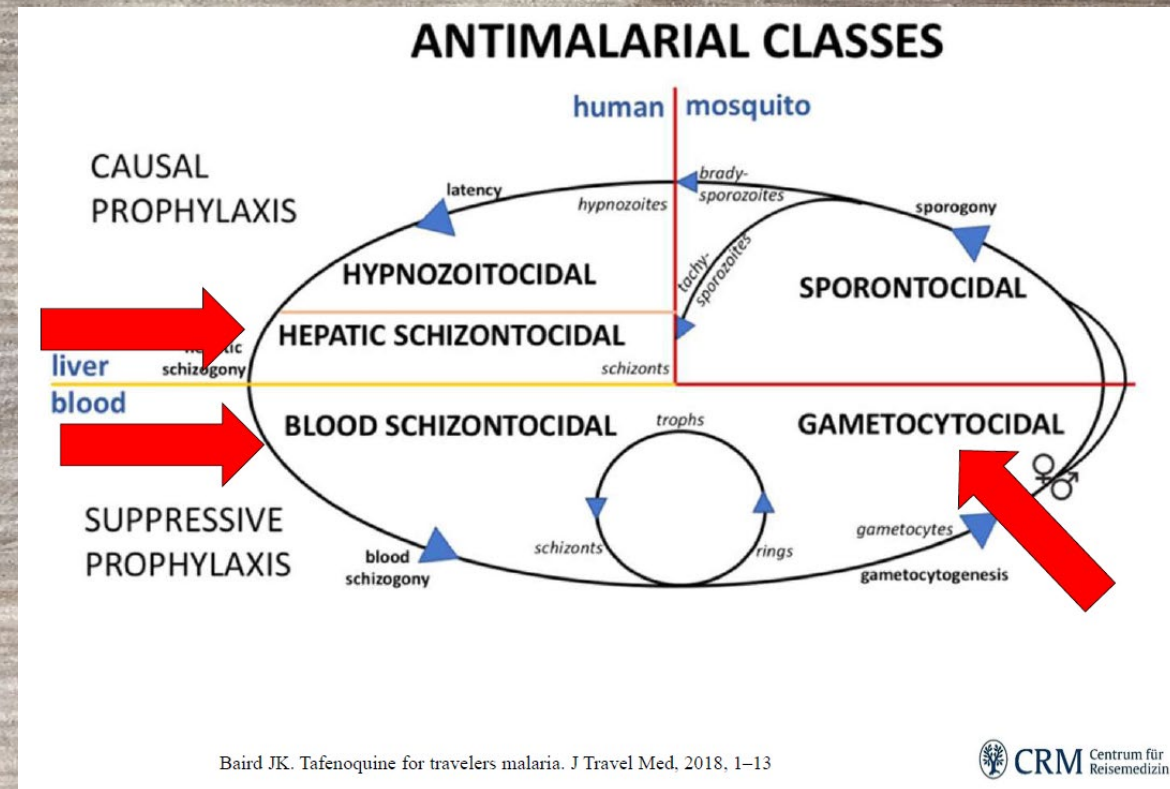 ANTIMALARIAL CLASSES
human
mosquito
CAUSAL
PROPHYLAXIS
latency
hypnozoites
brady-
sporozoites
sporogony
tachy-
sporozoites
HYPNOZOITOCIDAL
SPORONTOCIDAL
HEPATIC SCHIZONTOCIDAL
schizogony
schizonts
liver
blood
BLOOD SCHIZONTOCIDAL
trophs
GAMETOCYTOCIDAL
♀
♂
SUPPRESSIVE
PROPHYLAXIS
schizonts
rings
gametocytes
blood
schizogony
gametocytogenesis
Baird JK. Tafenoquine for travelers malaria. J Travel Med, 2018, 1–13
CRM Centrum für
Reisemedizin